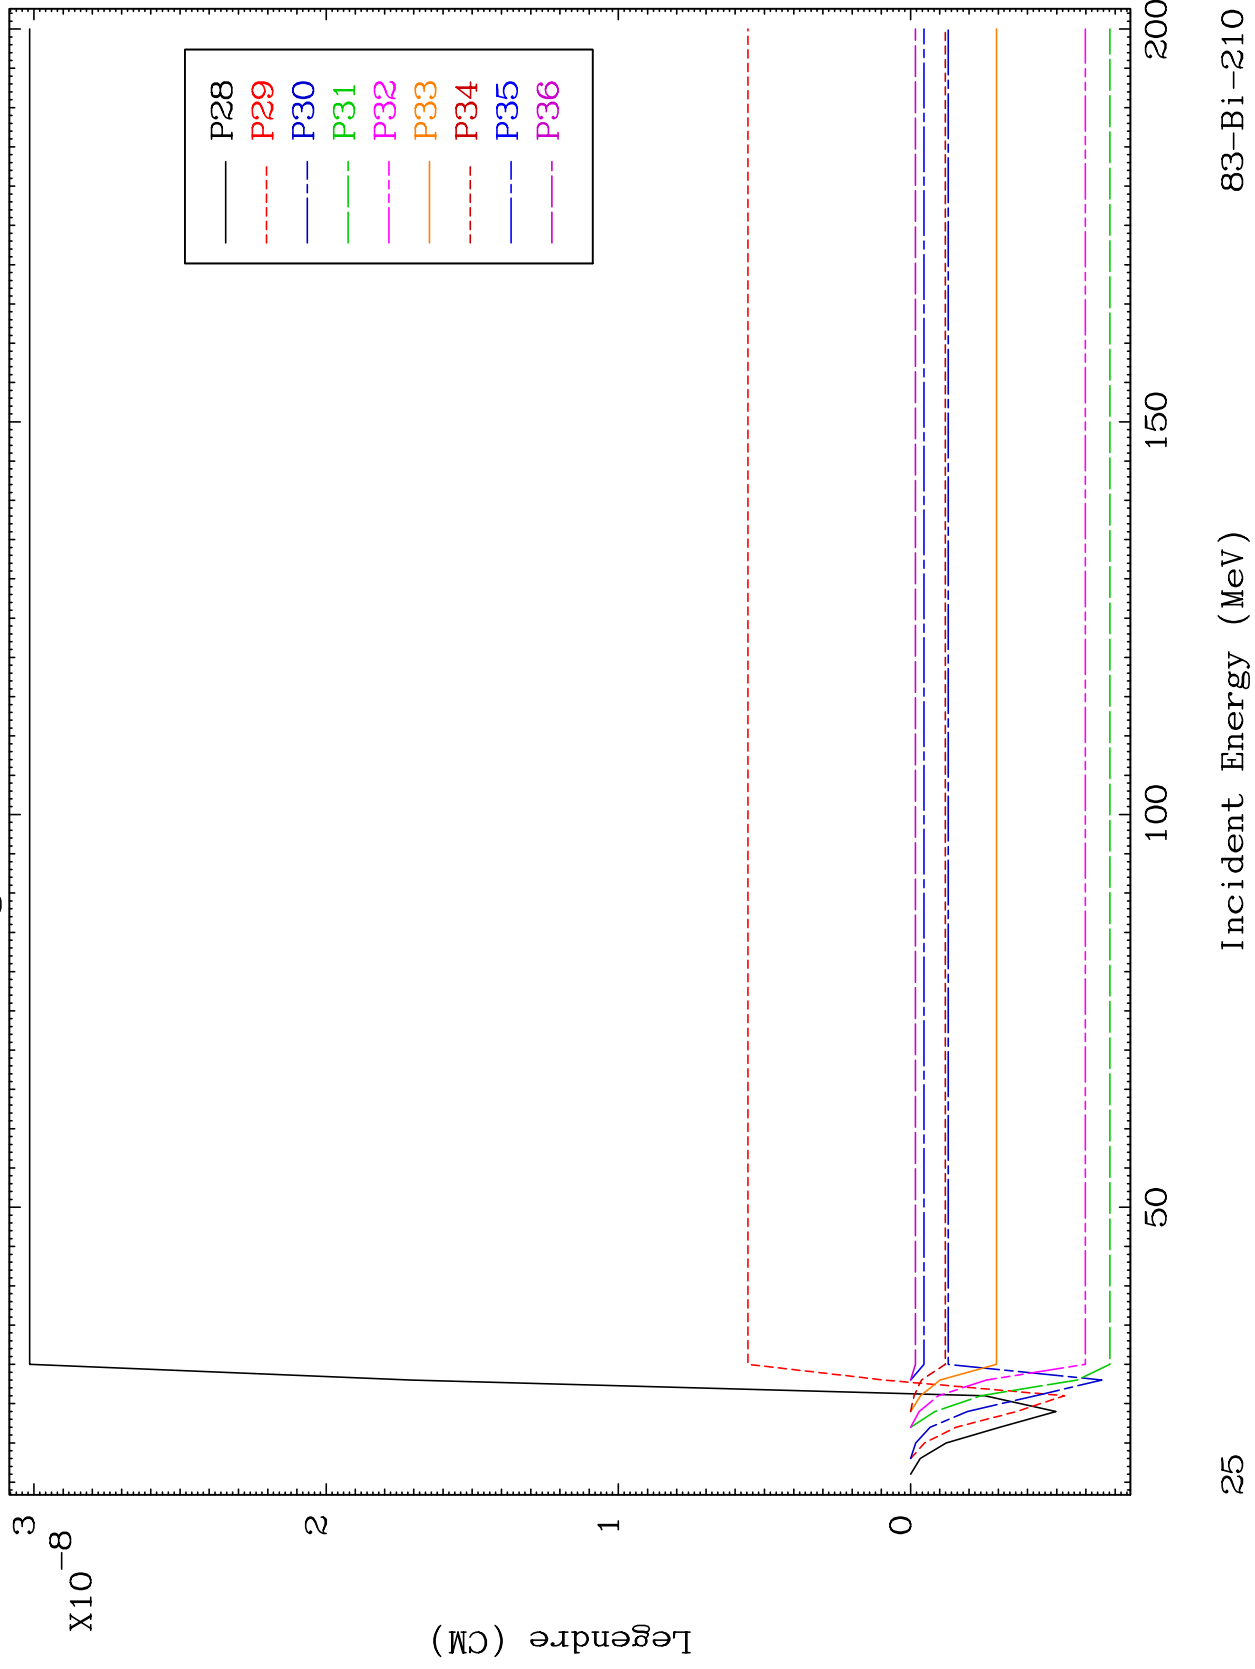 3
2
1
0
X10-8
Legendre (CM)
P28
P29
P30
P31
P32
P33
P34
P35
P36
50
100
150
200
Incident Energy (MeV)
25
83-Bi-210